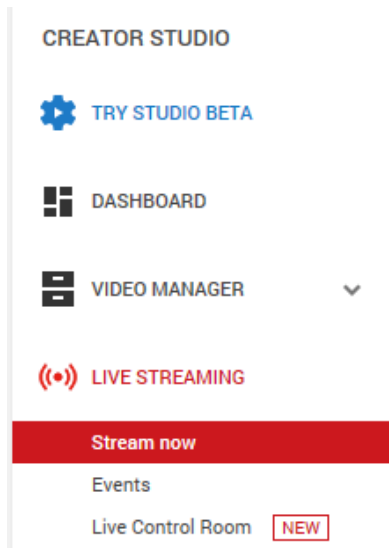 CREATOR STUDIO
TRY STUDIO BETA
DASHBOARD
VIDEO MANAGER
LIVE STREAMING
Stream now
Events
Live Control Room NEW